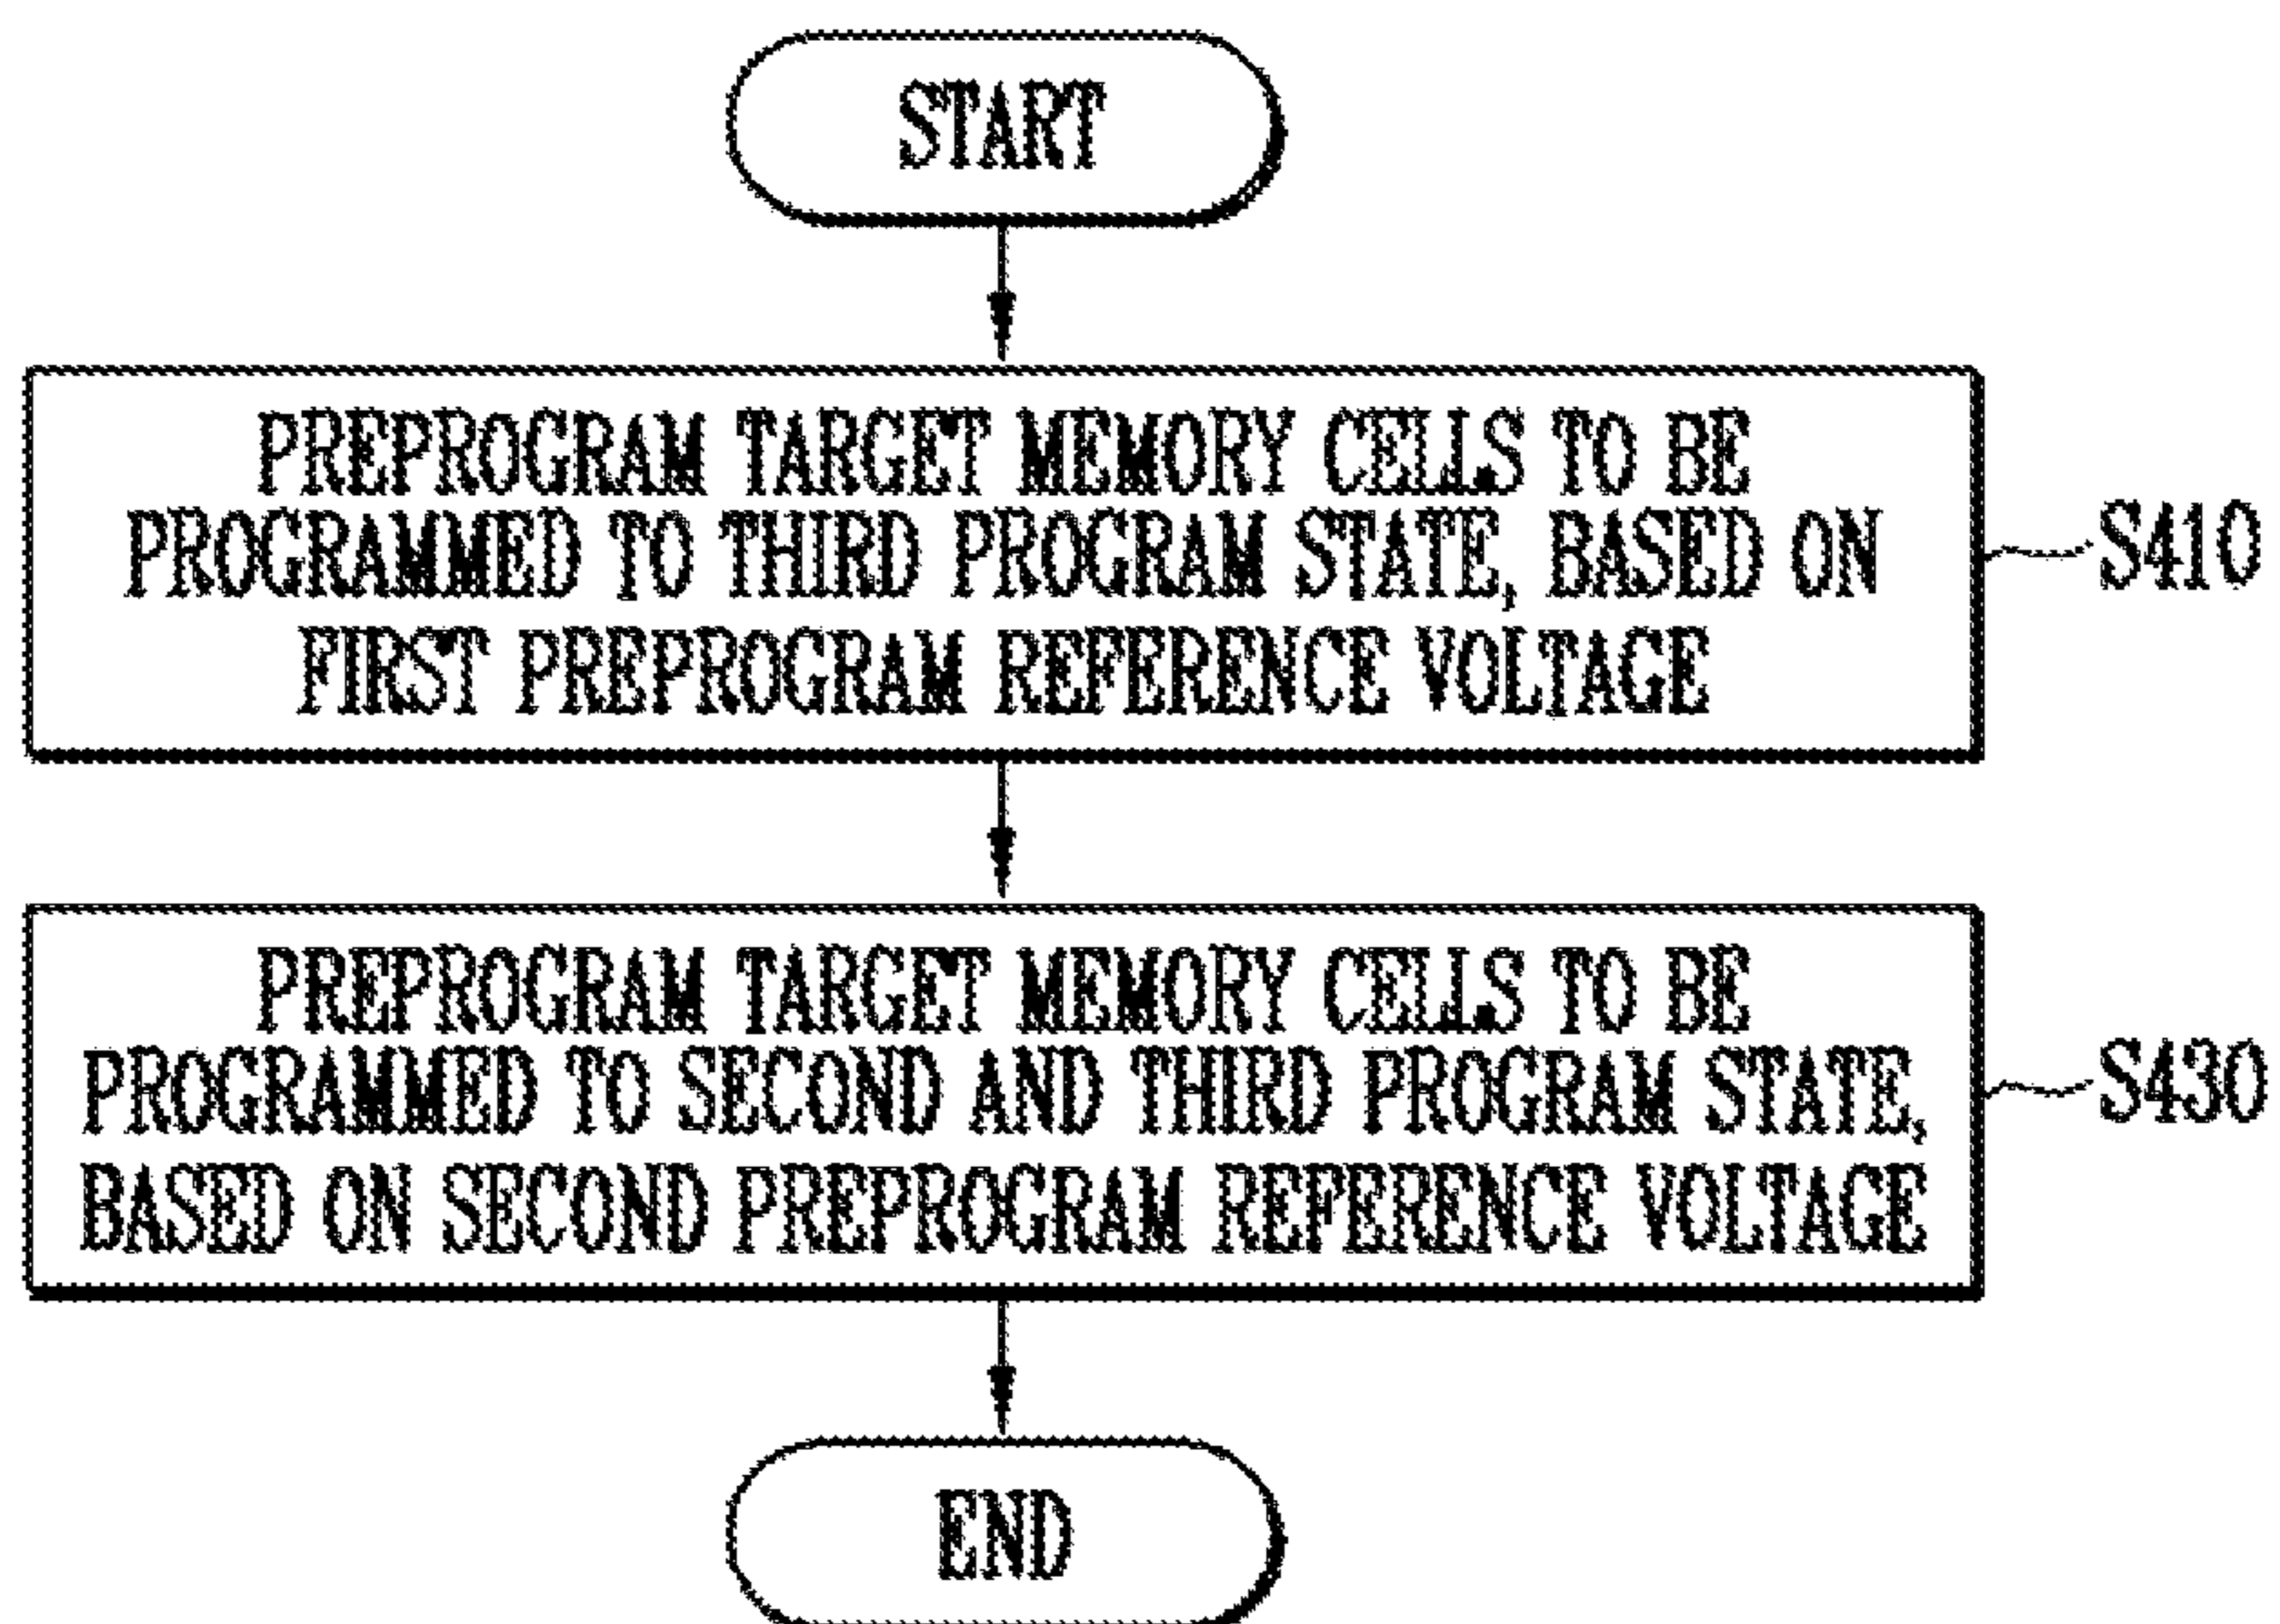 START
PREPROGRAM TARGET MEMORY CELLS TO BE
PROGRAMMED TO THIRD PROGRAM STATE, BASED ON
FIRST PREPROGRAM REFERENCE VOLTAGE
S410
PREPROGRAM TARGET MEMORY CELLS TO BE
PROGRAMMED TO SECOND AND THIRD PROGRAM STATE,
BASED ON SECOND PREPROGRAM REFERENCE VOLTAGE
S430
END